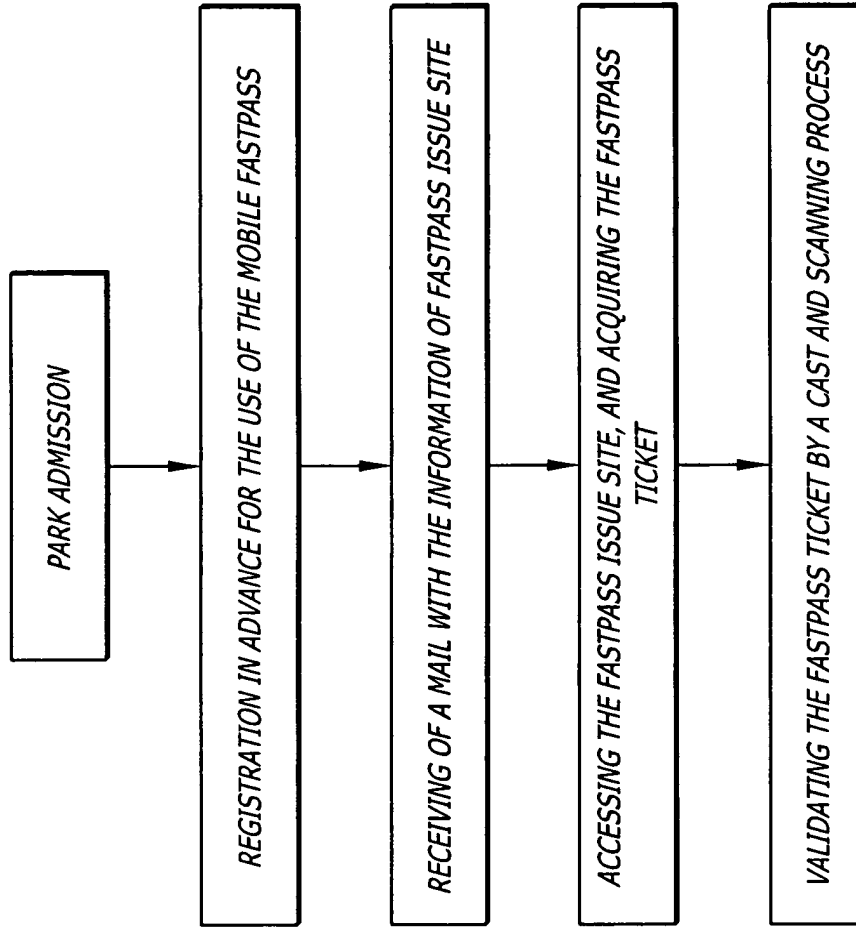 PARK ADMISSION
REGISTRATION IN ADVANCE FOR THE USE OF THE MOBILE FASTPASS
RECEIVING OF A MAIL WITH THE INFORMATION OF FASTPASS ISSUE SITE
ACCESSING THE FASTPASS ISSUE SITE, AND ACQUIRING THE FASTPASS
TICKET
VALIDATING THE FASTPASS TICKET BY A CAST AND SCANNING PROCESS